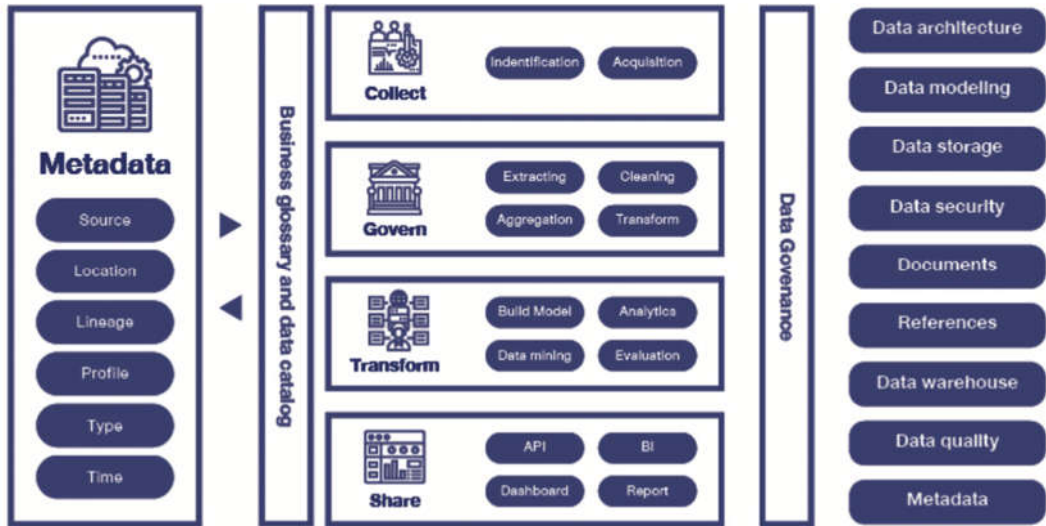 Metadata
Source
Location
Lineage
Profile
Type
Time
Business glossary and data catalog
Collect
Indentification
Acquisition
Govern
Extracting
Cleaning
Aggregation
Transform
Transform
Build Model
Analytics
Data mining
Evaluation
Share
API
BI
Dashboard
Report
Data Govenance
Data architecture
Data modeling
Data storage
Data security
Documents
References
Data warehouse
Data quality
Metadata